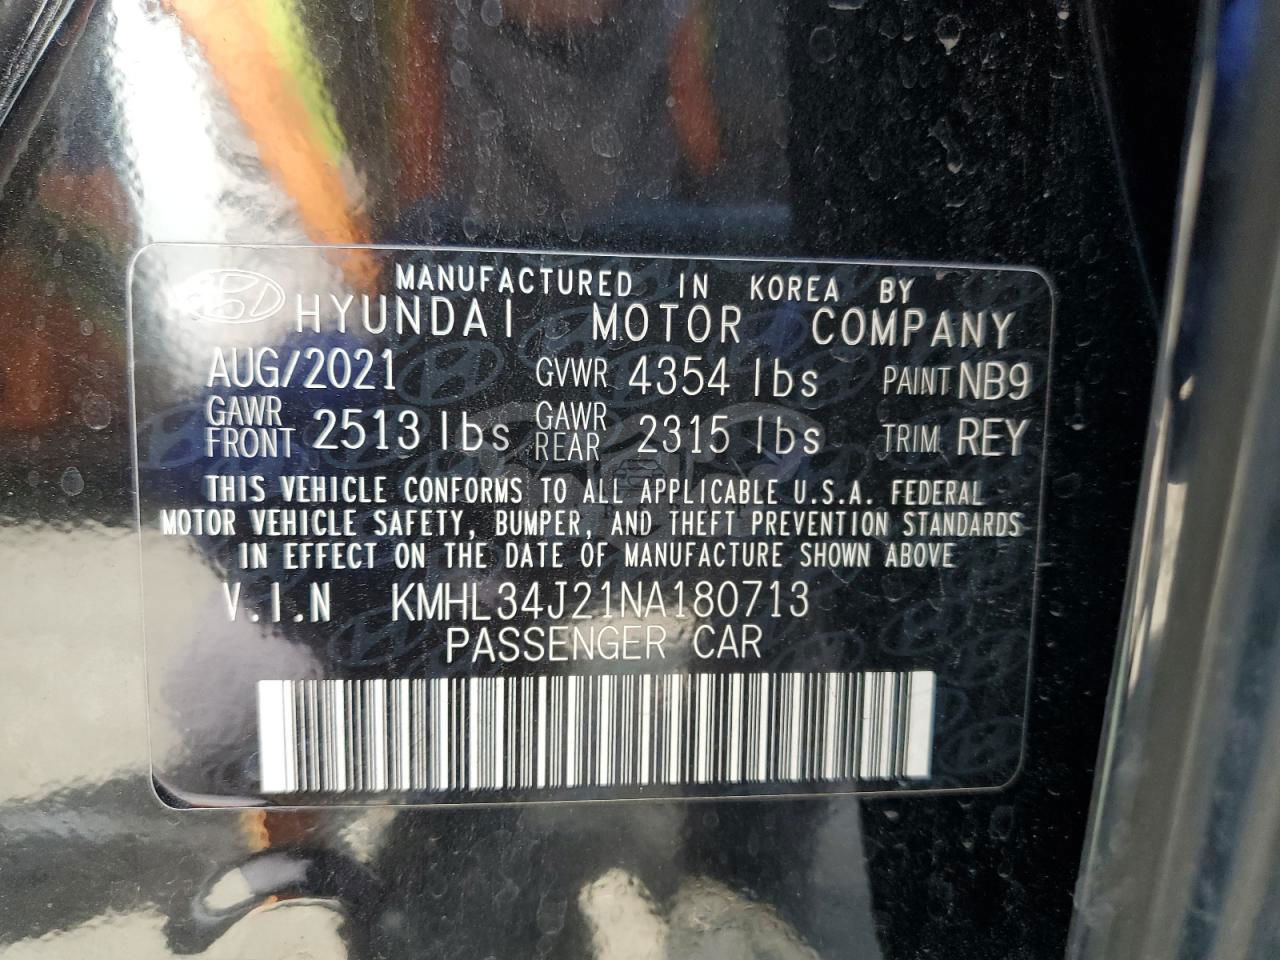 MANUFACTURED IN KOREA BY
HYUNDAI MOTOR COMPANY
AUG/2021 GVWR 4354 lbs PAINT NB9
GAWR FRONT 2513 lbs GAWR REAR 2315 lbs TRIM REY
THIS VEHICLE CONFORMS TO ALL APPLICABLE U.S.A. FEDERAL
MOTOR VEHICLE SAFETY, BUMPER, AND THEFT PREVENTION STANDARDS
IN EFFECT ON THE DATE OF MANUFACTURE SHOWN ABOVE
V.I.N KMHL34J21NA180713
PASSENGER CAR